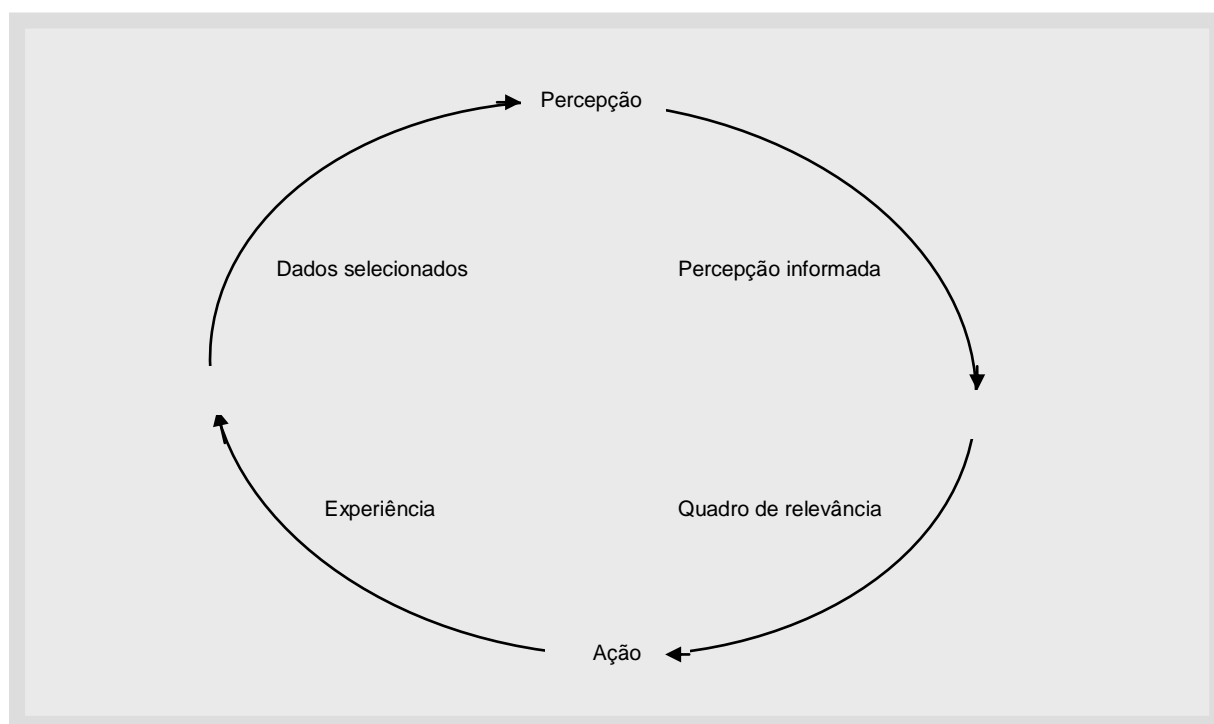 Percepção
Dados selecionados
Percepção informada
Experiência
Quadro de relevância
Ação